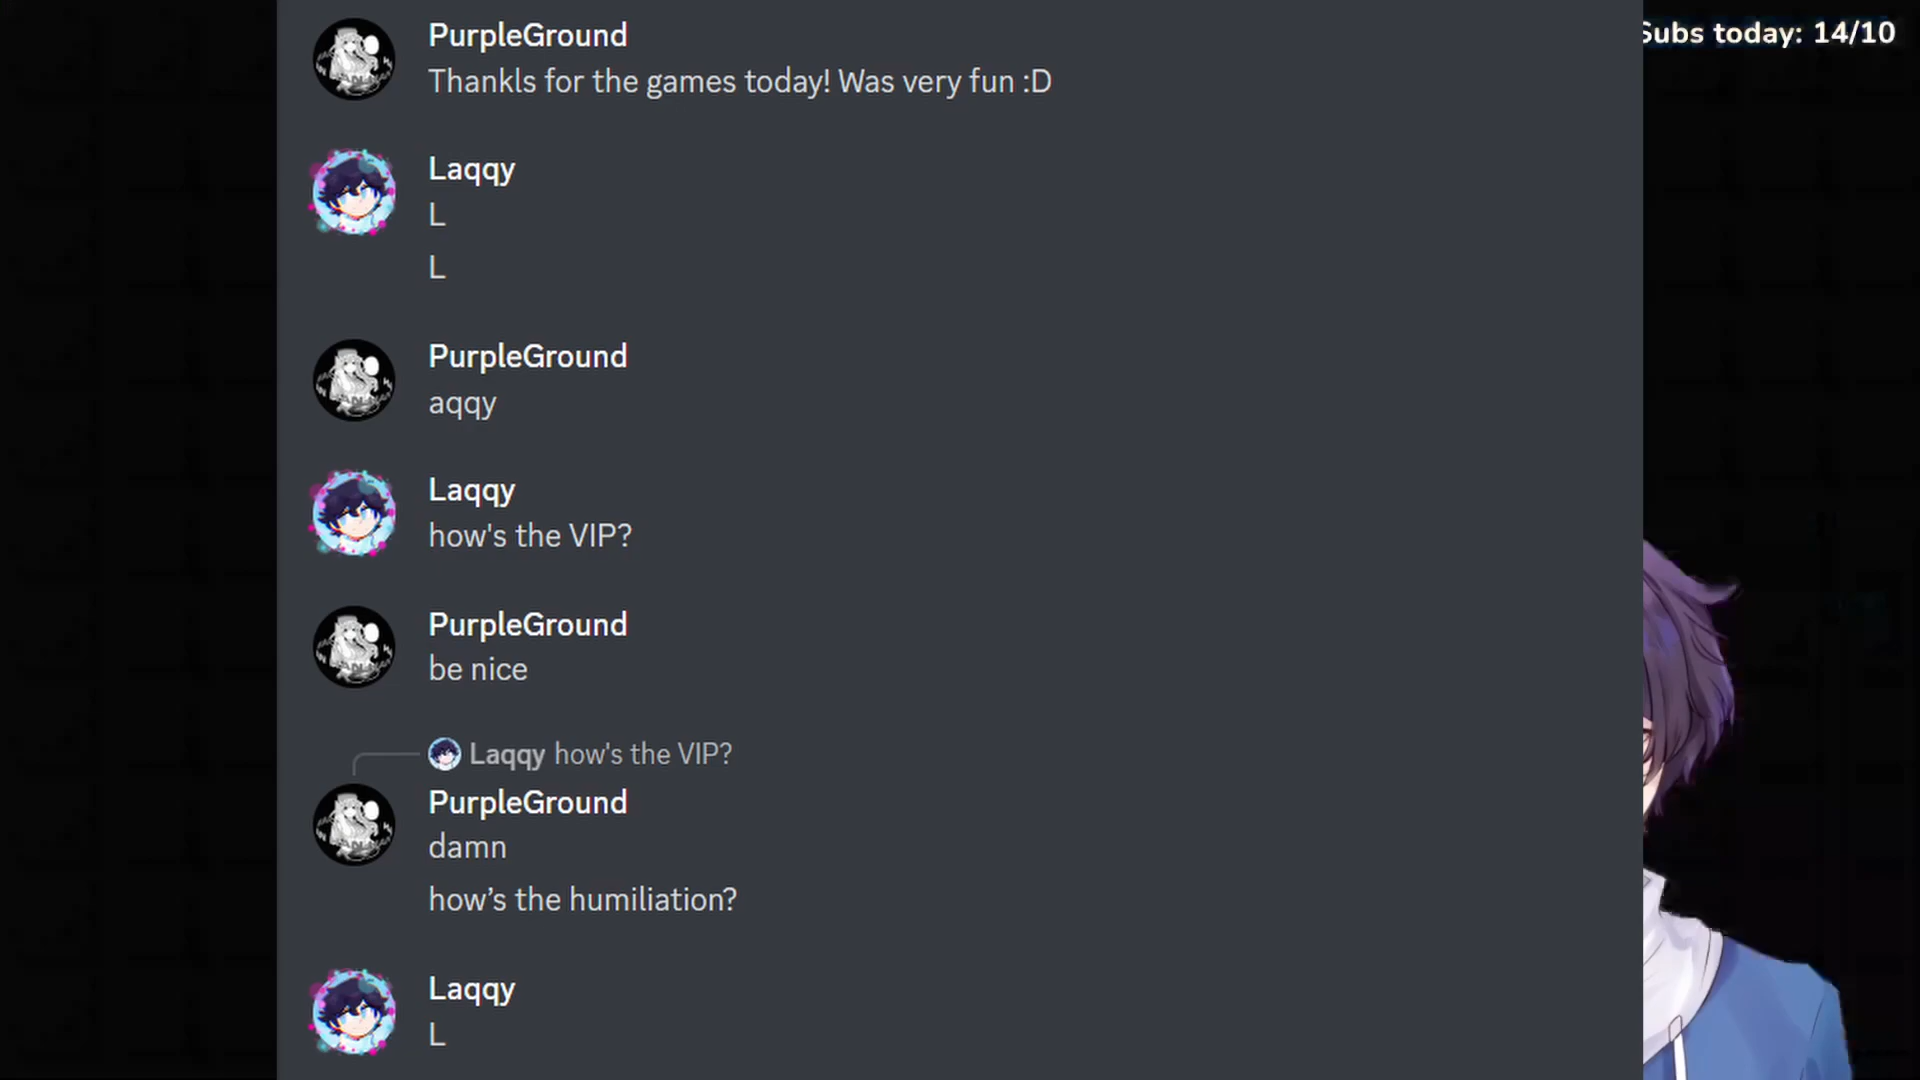 Subs today: 14/10
PurpleGround
Thankls for the games today! Was very fun :D
Laqqy
L
L
PurpleGround
aqqy
Laqqy
how's the VIP?
PurpleGround
be nice
Laqqy how's the VIP?
PurpleGround
damn
how’s the humiliation?
Laqqy
L